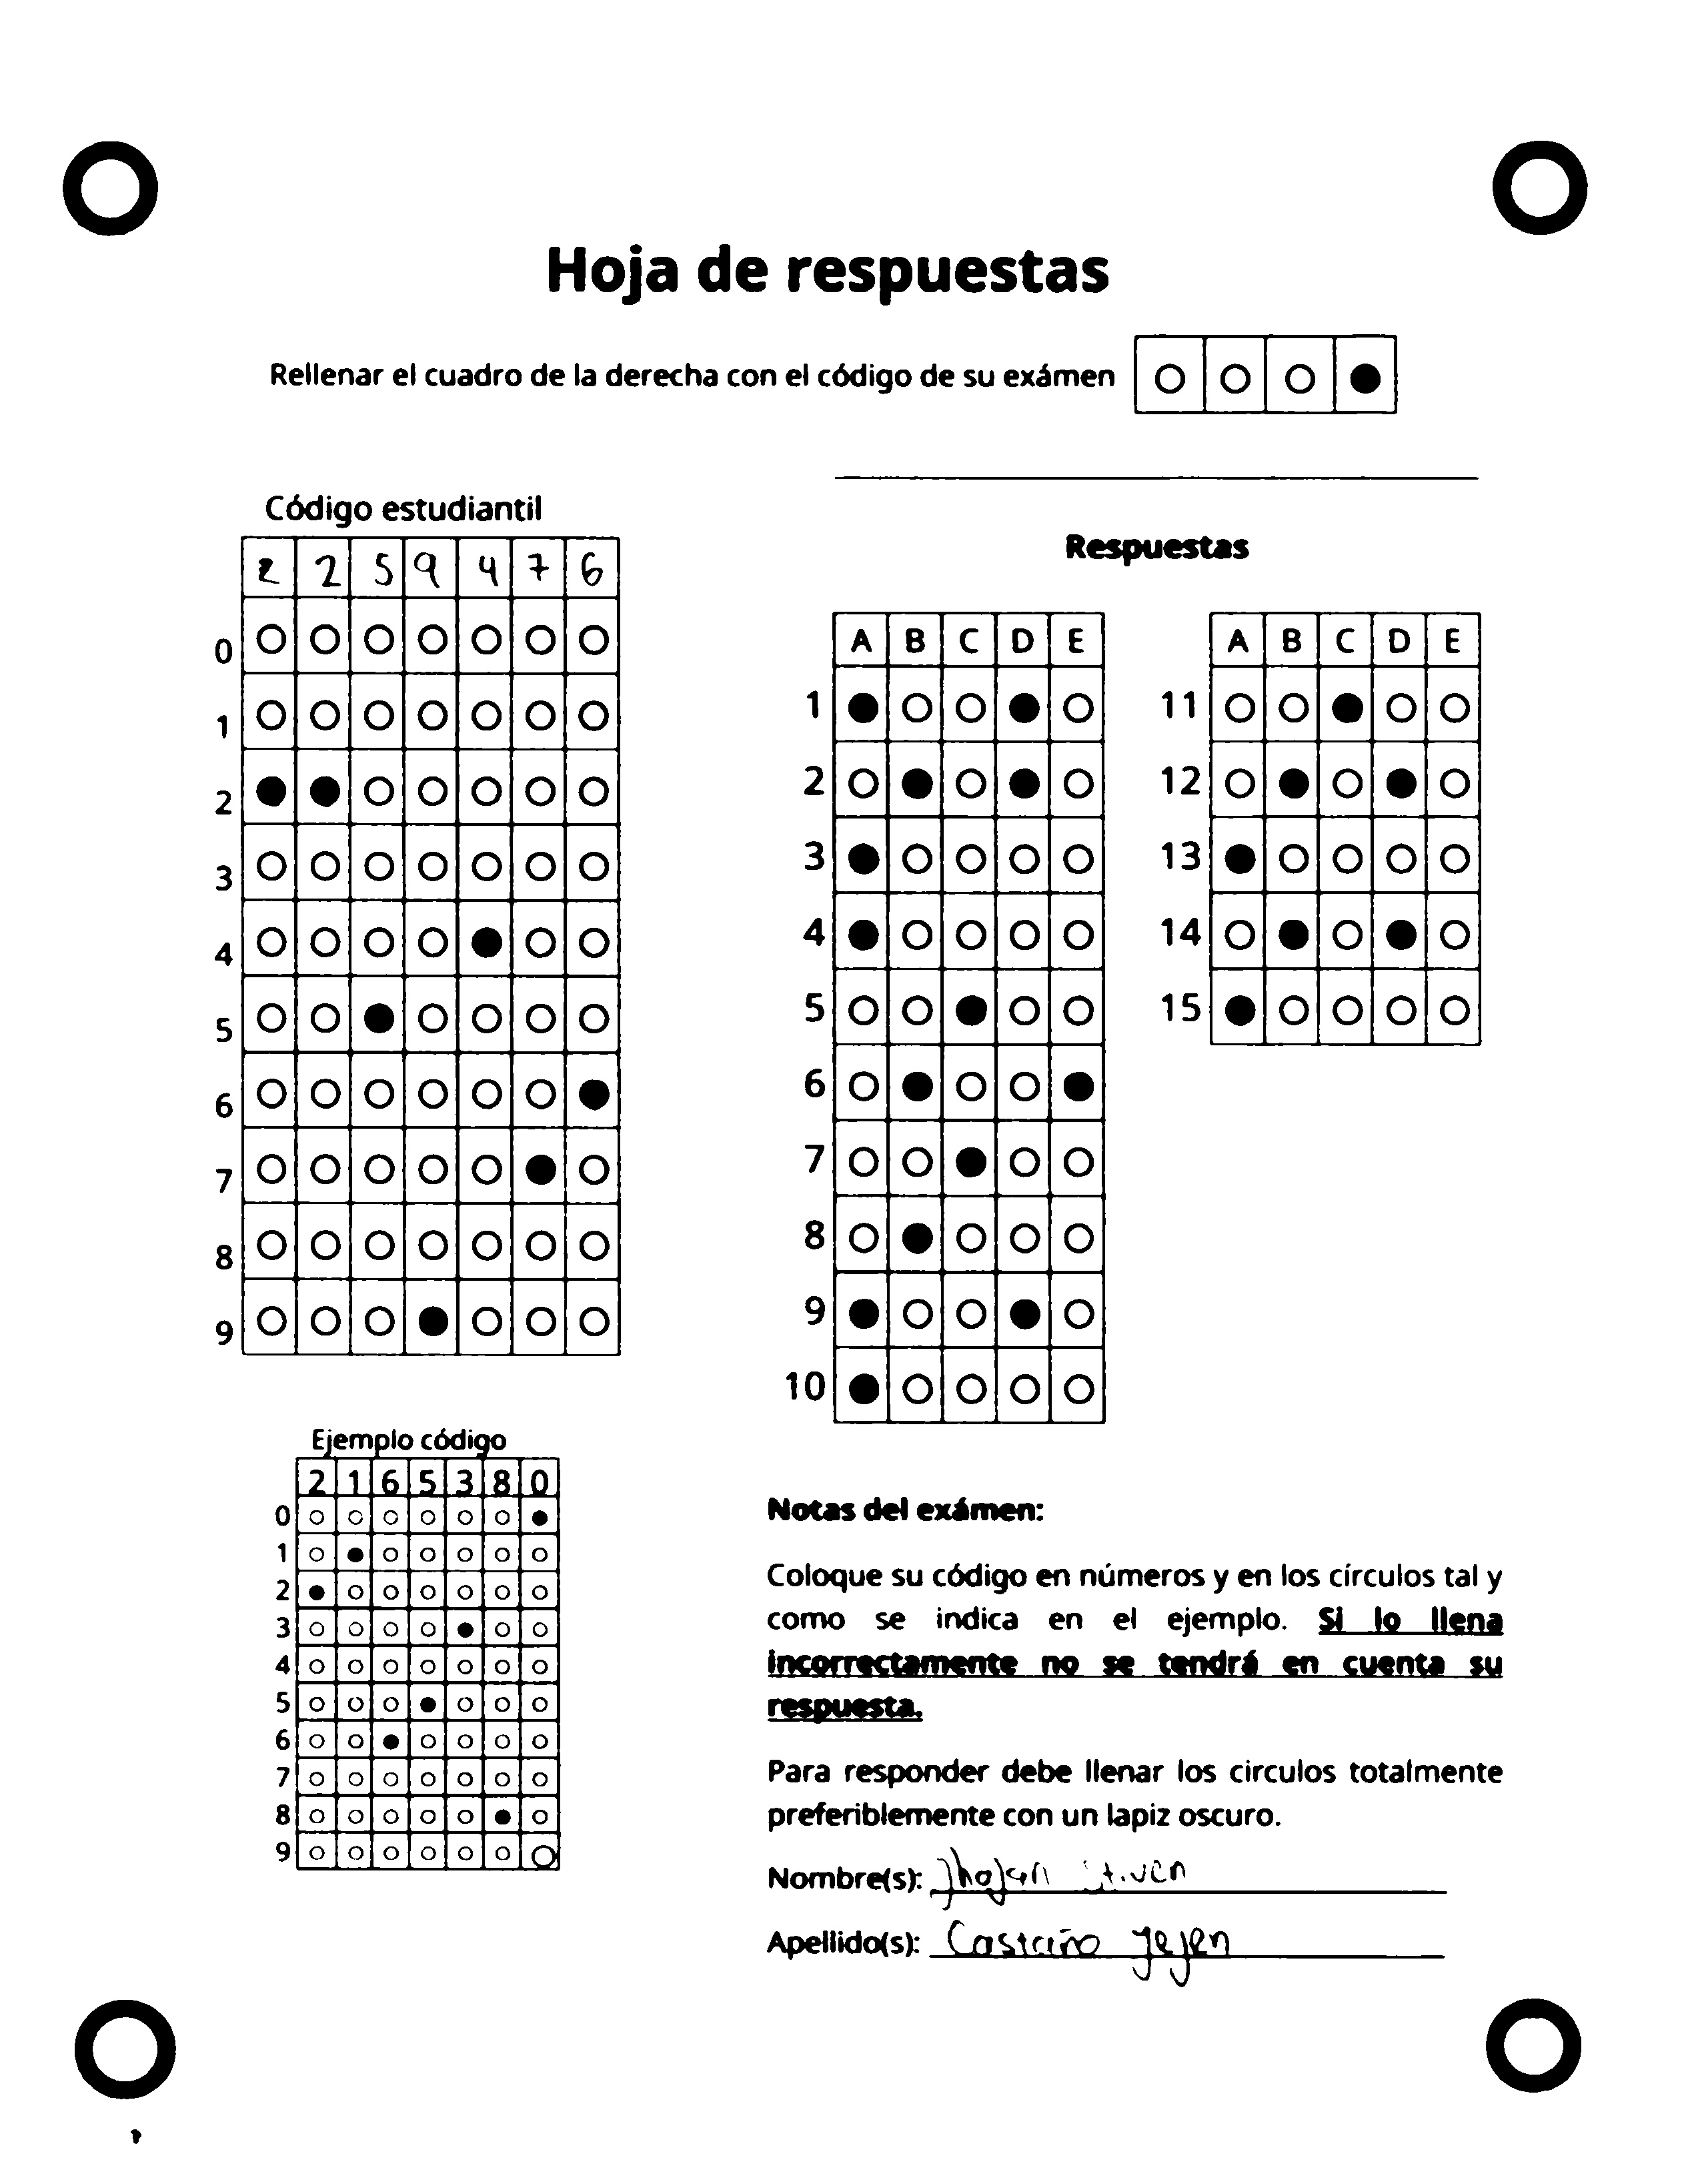 Hoja de respuestas
Rellenar el cuadro de la derecha con el código de su exámen
Código estudiantil
2 2 5 9 4 7 6
0
1
2
3
4
5
6
7
8
9
Respuestas
A B C D E
1
2
3
4
5
6
7
8
9
10
A B C D E
11
12
13
14
15
Ejemplo código
2 1 6 5 3 8 0
0
1
2
3
4
5
6
7
8
9
Notas del exámen:
Coloque su código en números y en los círculos tal y
como se indica en el ejemplo. Si lo llena
incorrectamente no se tendrá en cuenta su
respuesta.
Para responder debe llenar los circulos totalmente
preferiblemente con un lapiz oscuro.
Nombre(s): Jhojan
Apellido(s): Castaño Jejen